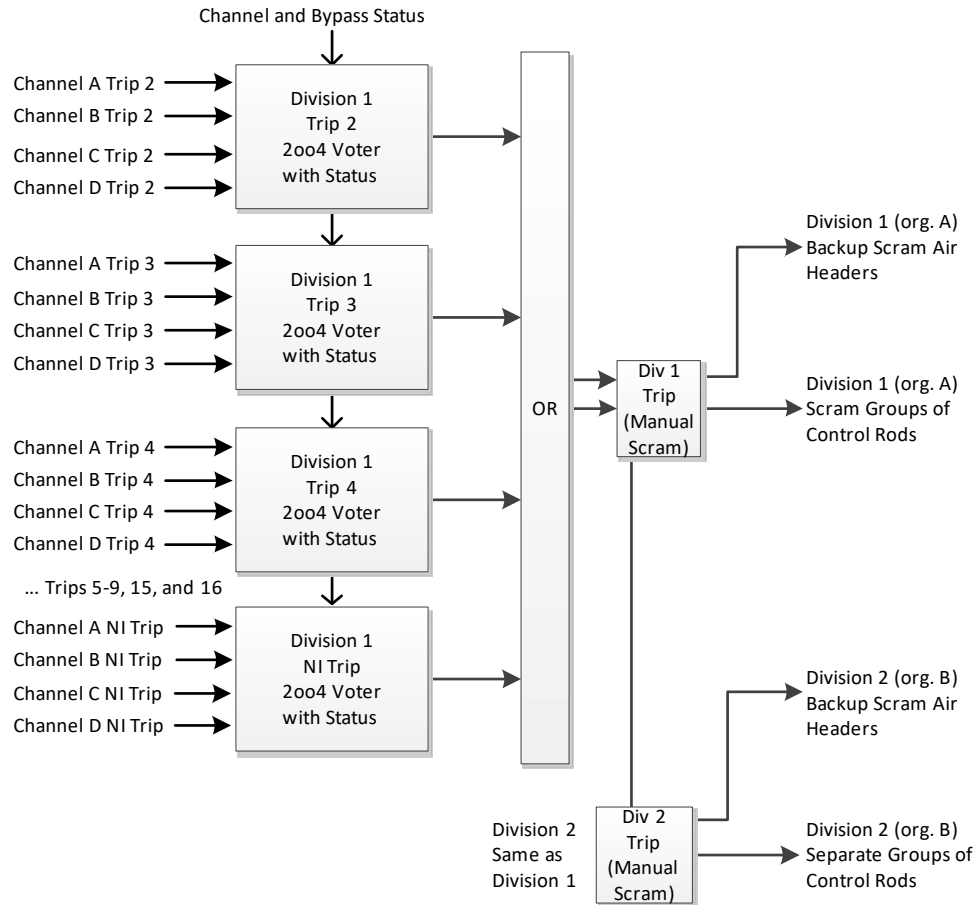 Channel and Bypass Status
Channel A Trip 2
Channel B Trip 2
Channel C Trip 2
Channel D Trip 2
Division 1
Trip 2
2oo4 Voter
with Status
Channel A Trip 3
Channel B Trip 3
Channel C Trip 3
Channel D Trip 3
Division 1
Trip 3
2oo4 Voter
with Status
Channel A Trip 4
Channel B Trip 4
Channel C Trip 4
Channel D Trip 4
Division 1
Trip 4
2oo4 Voter
with Status
... Trips 5-9, 15, and 16
Channel A NI Trip
Channel B NI Trip
Channel C NI Trip
Channel D NI Trip
Division 1
NI Trip
2oo4 Voter
with Status
OR
Div 1
Trip
(Manual
Scram)
Division 1 (org. A)
Backup Scram Air
Headers
Division 1 (org. A)
Scram Groups of
Control Rods
Division 2
Same as
Division 1
Div 2
Trip
(Manual
Scram)
Division 2 (org. B)
Backup Scram Air
Headers
Division 2 (org. B)
Separate Groups of
Control Rods